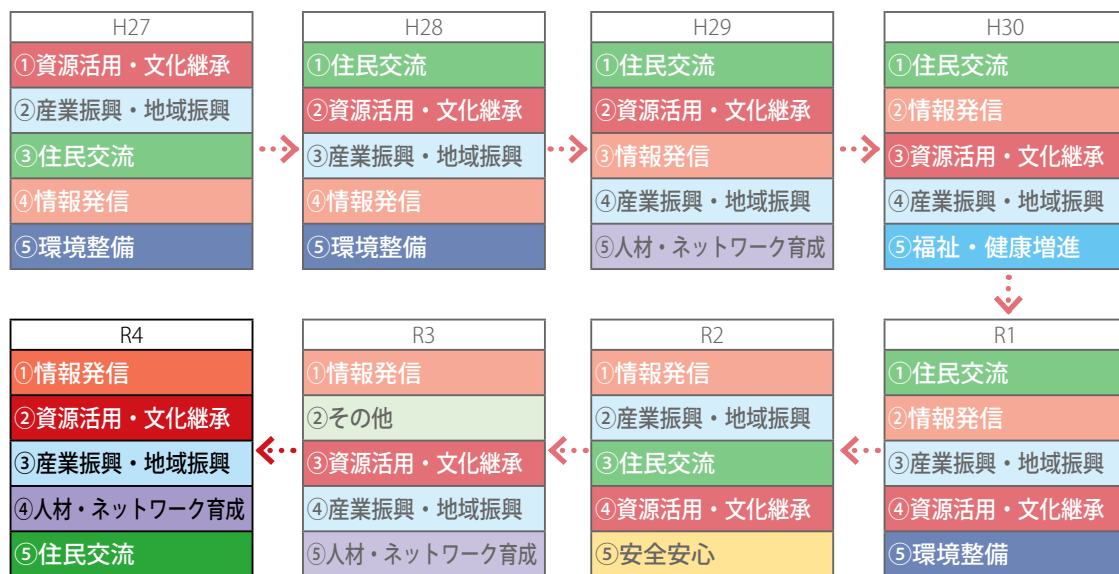 H27
①資源活用・文化継承
②産業振興・地域振興
③住民交流
④情報発信
⑤環境整備
H28
①住民交流
②資源活用・文化継承
③産業振興・地域振興
④情報発信
⑤環境整備
H29
①住民交流
②資源活用・文化継承
③情報発信
④産業振興・地域振興
⑤人材・ネットワーク育成
H30
①住民交流
②情報発信
③資源活用・文化継承
④産業振興・地域振興
⑤福祉・健康増進
R1
①住民交流
②情報発信
③産業振興・地域振興
④資源活用・文化継承
⑤環境整備
R2
①情報発信
②産業振興・地域振興
③住民交流
④資源活用・文化継承
⑤安全安心
R3
①情報発信
②その他
③資源活用・文化継承
④産業振興・地域振興
⑤人材・ネットワーク育成
R4
①情報発信
②資源活用・文化継承
③産業振興・地域振興
④人材・ネットワーク育成
⑤住民交流